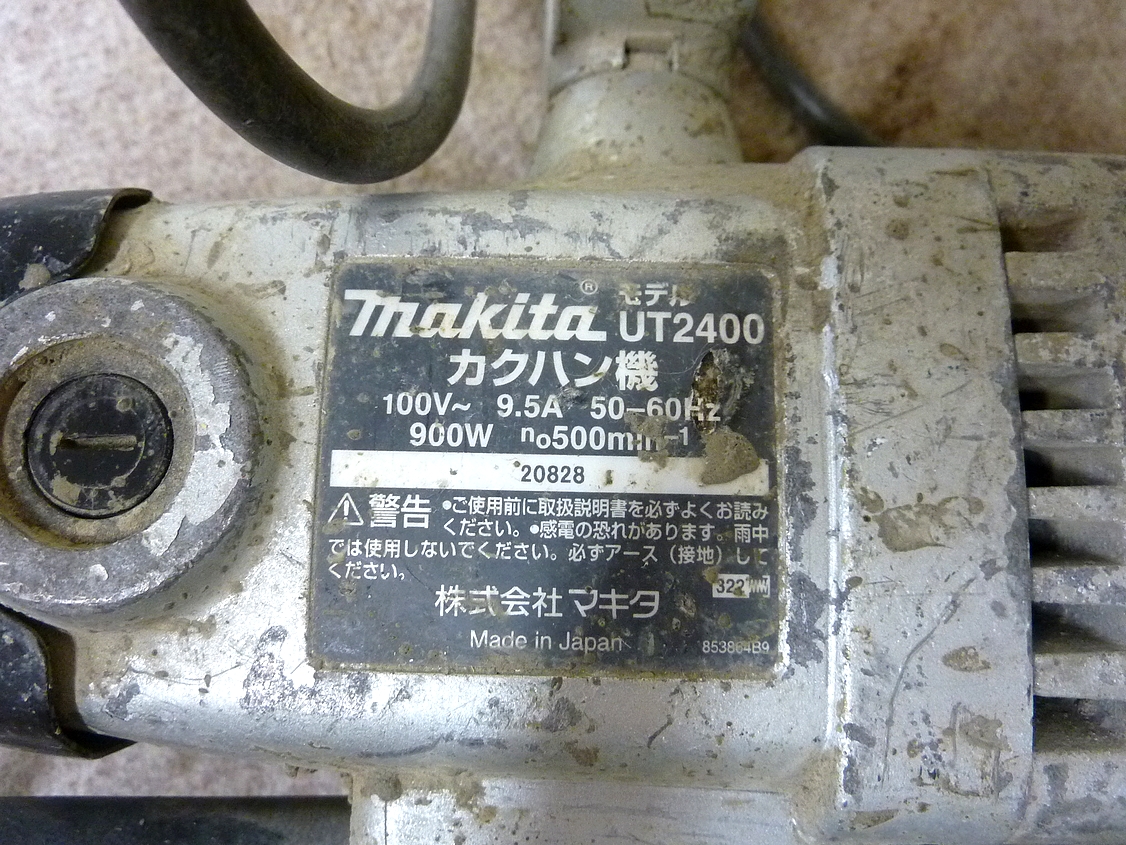 makita® モデル
UT2400
カクハン機
100V~ 9.5A 50-60Hz
900W n₀500min-1
20828
警告 •ご使用前に取扱説明書を必ずよくお読み
ください。•感電の恐れがあります。雨中
では使用しないでください。必ずアース（接地）して
ください。
322
株式会社マキタ
Made in Japan
853864B9